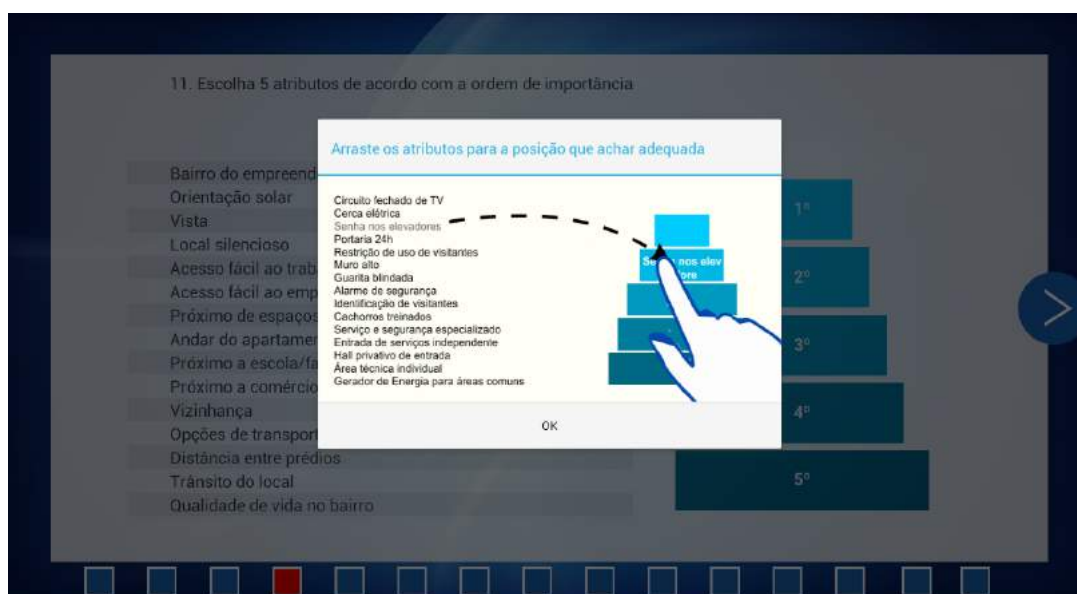 11. Escolha 5 atributos de acordo com a ordem de importância
Arraste os atributos para a posição que achar adequada
Bairro do empreend
Orientação solar
Vista
Local silencioso
Acesso fácil ao trab
Acesso fácil ao emp
Próximo de espaços
Andar do apartamen
Próximo a escola/fa
Próximo a comércio
Vizinhança
Opções de transport
Distância entre prédios
Trânsito do local
Qualidade de vida no bairro
Circuito fechado de TV
Cerca elétrica
Senha nos elevadores
Portaria 24h
Restrição de uso de visitantes
Muro alto
Guarita blindada
Alarme de segurança
Identificação de visitantes
Cachorros treinados
Serviço e segurança especializado
Entrada de serviços independente
Hall privativo de entrada
Área técnica individual
Gerador de Energia para áreas comuns
nos elev
ore
OK
1º
2º
3º
4º
5º
>